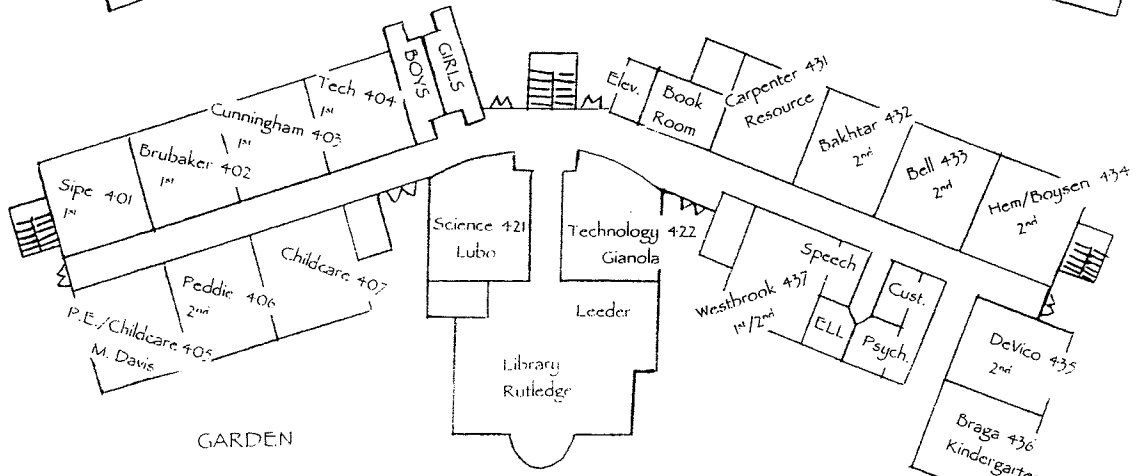 BOYS
GIRLS
Tech 404
1st
Cunningham 403
1st
Brubaker 402
1st
Sipe 401
1st
Elev.
Book
Room
Carpenter 431
Resource
Bakhtar 432
2nd
Bell 433
2nd
Hem/Boysen 434
2nd
Science 421
Lubo
Technology 422
Gianola
Leeder
Library
Rutledge
Childcare 407
Peddie 406
2nd
P.E./Childcare 405
M. Davis
GARDEN
Speech
Westbrook 437
1st/2nd
ELL
Cust.
Psych.
DeVico 435
2nd
Braga 436
Kindergarte